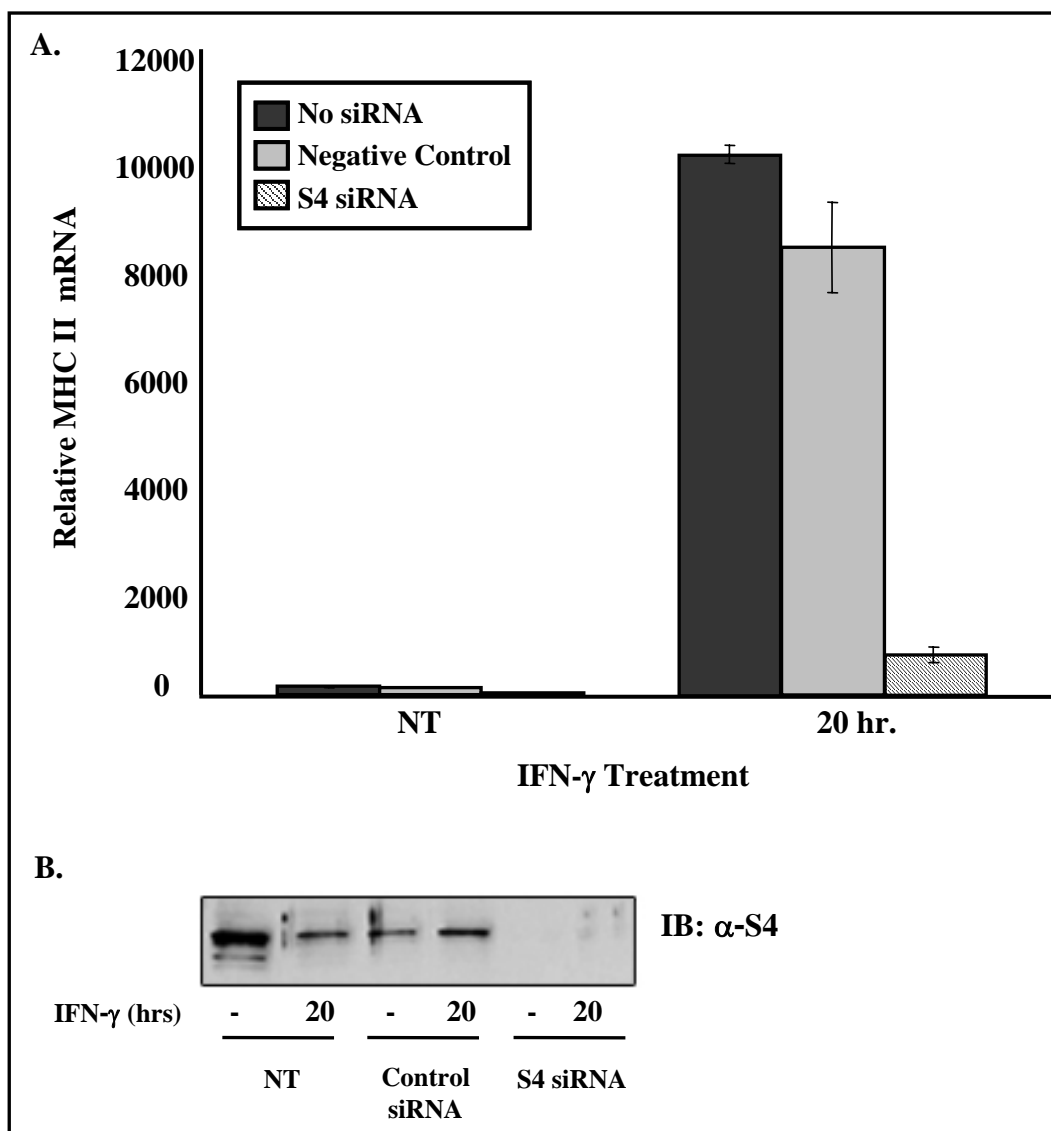 A.
12000
10000
8000
6000
4000
2000
0
Relative MHC II mRNA
No siRNA
Negative Control
S4 siRNA
NT 20 hr.
IFN-γ Treatment
B.
IB: α-S4
IFN-γ (hrs) - 20 - 20 - 20
NT Control siRNA S4 siRNA